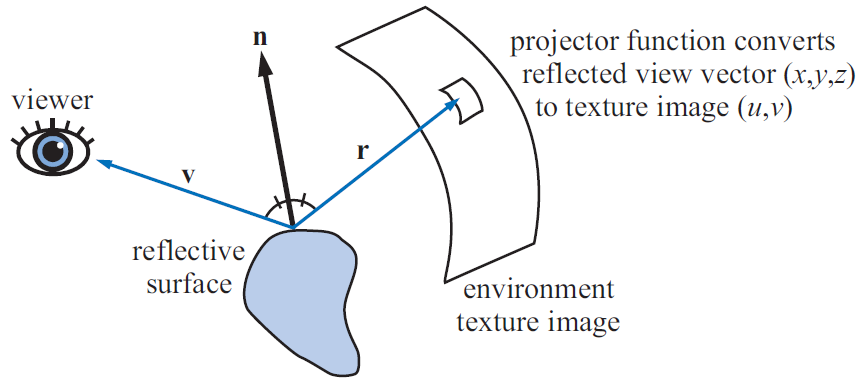 n
projector function converts
reflected view vector (x,y,z)
to texture image (u,v)
viewer
r
v
reflective
surface
environment
texture image